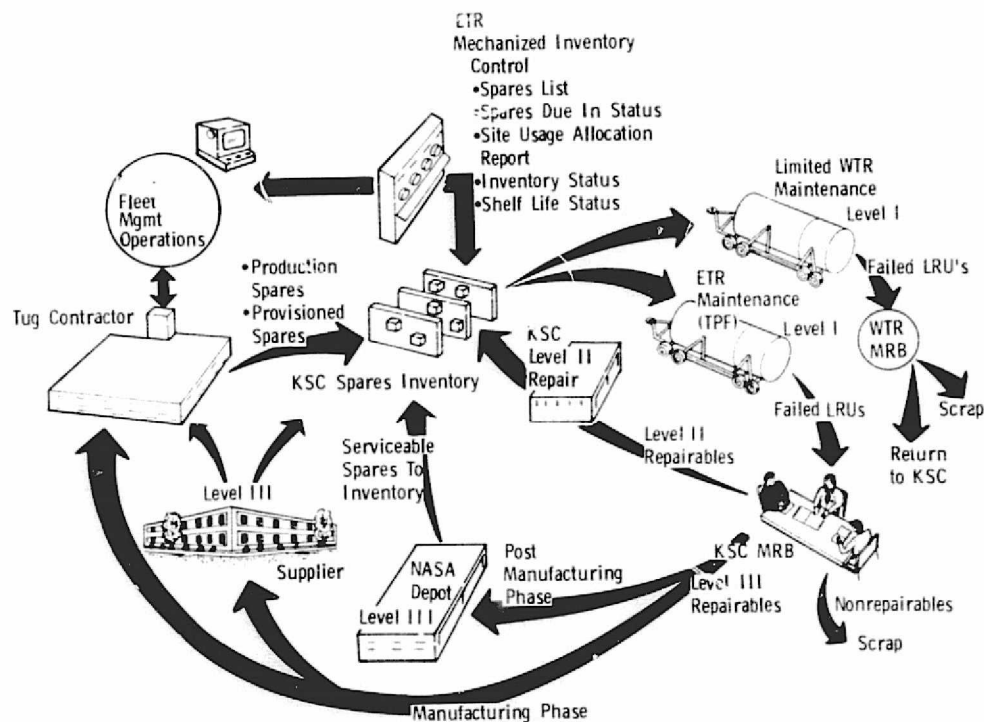 ETR
Mechanized Inventory
Control
•Spares List
•Spares Due In Status
•Site Usage Allocation
Report
•Inventory Status
•Shelf Life Status
Fleet
Mgmt
Operations
Limited WTR
Maintenance
Level I
Failed LRU's
•Production
Spares
•Provisioned
Spares
Tug Contractor
ETR
Maintenance
(TPF)
Level I
WTR
MRB
KSC
Level II
Repair
KSC Spares Inventory
Failed LRUs
Scrap
Return
to KSC
Level II
Repairables
Serviceable
Spares To
Inventory
Level III
Supplier
NASA
Depot
Level III
Post
Manufacturing
Phase
KSC MRB
Level III
Repairables
Nonrepairables
Scrap
Manufacturing Phase